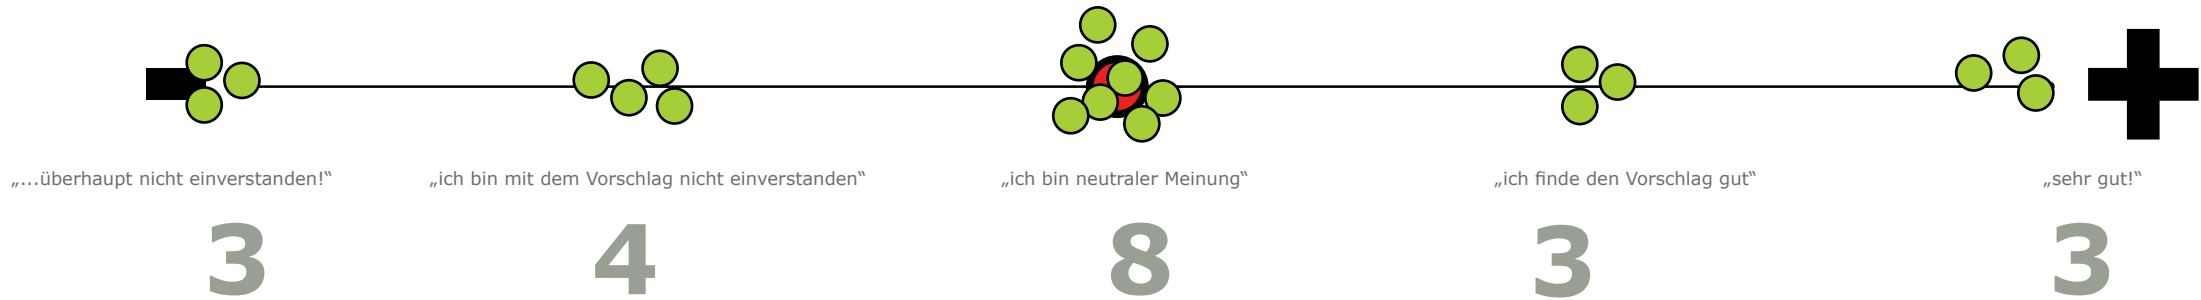 „...überhaupt nicht einverstanden!“
„ich bin mit dem Vorschlag nicht einverstanden“
„ich bin neutraler Meinung“
„ich finde den Vorschlag gut“
„sehr gut!“
3
4
8
3
3